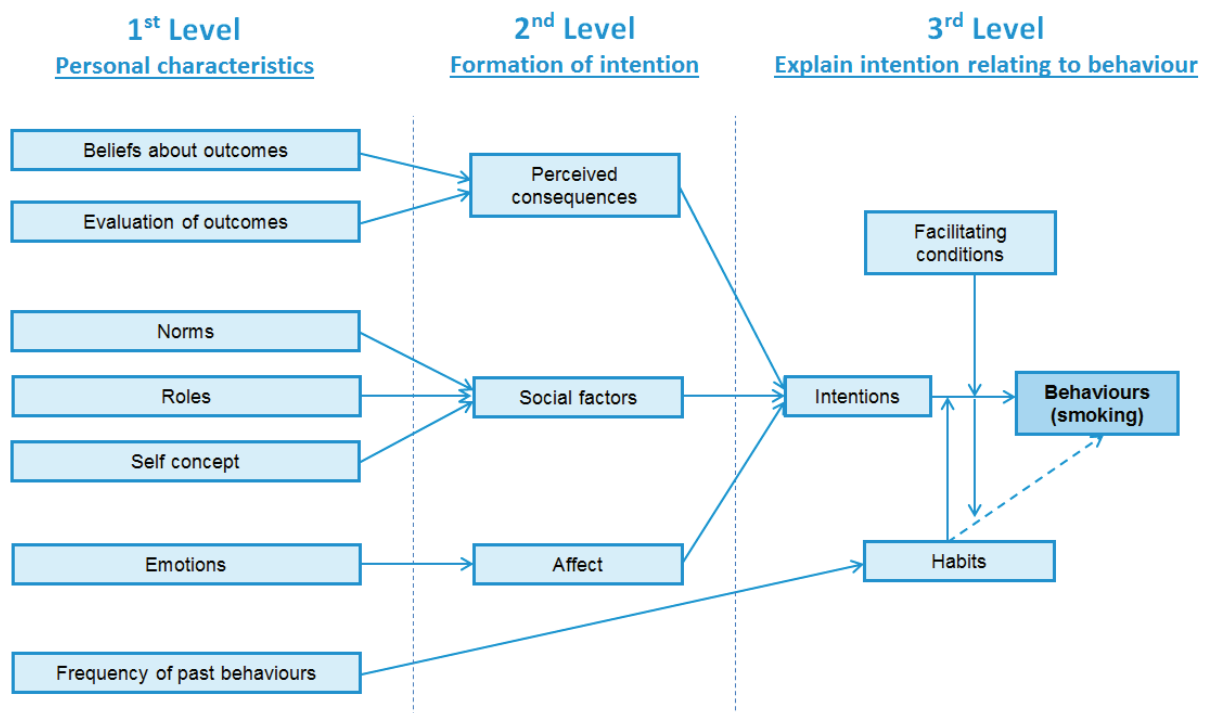 1st Level
Personal characteristics
2nd Level
Formation of intention
3rd Level
Explain intention relating to behaviour
Beliefs about outcomes
Evaluation of outcomes
Norms
Roles
Self concept
Emotions
Frequency of past behaviours
Perceived
consequences
Social factors
Affect
Facilitating
conditions
Intentions
Behaviours
(smoking)
Habits